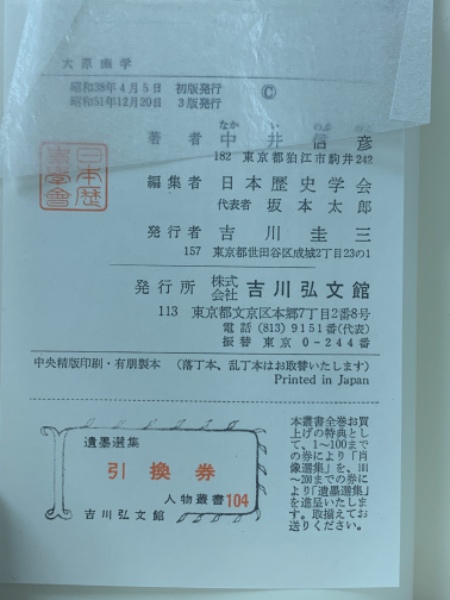 大原幽学
昭和38年4月5日　初版発行
昭和51年12月20日　3版発行
©
なか い のぶ
著者 中井信彦
182 東京都狛江市駒井242
日本歴史学会
編集者 日本歴史学会
代表者 坂本太郎
発行者 吉川圭三
157 東京都世田谷区成城2丁目23の1
発行所 株式会社 吉川弘文館
113 東京都文京区本郷7丁目2番8号
電話(813)9151番(代表)
振替東京0-244番
中央精版印刷・有朋製本 (落丁本、乱丁本はお取替いたします)
Printed in Japan
遺墨選集
引換券
人物叢書104
吉川弘文館
本叢書全巻お買
上げの特典とし
て、1～100まで
の券により「肖
像選集」を、101
～200までの券に
より「遺墨選集」
を進呈いたしま
す。取揃えてお
送りください。